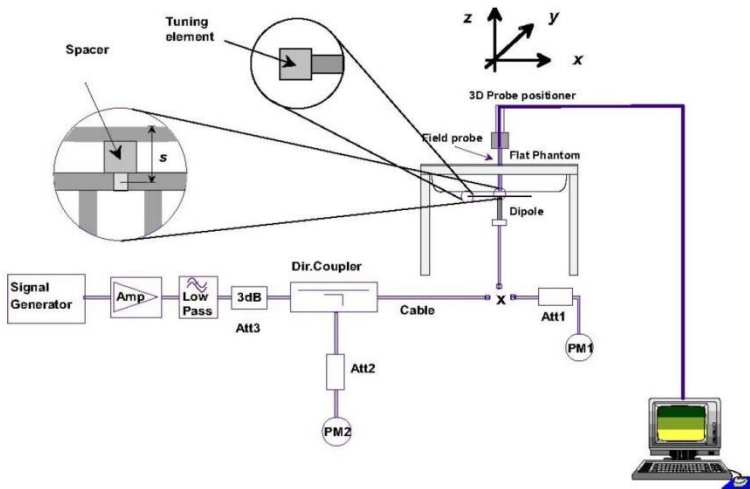 Tuning
element
Spacer
s
z
y
x
3D Probe positioner
Field probe
Flat Phantom
Dipole
Dir.Coupler
Signal
Generator
Amp
Low
Pass
3dB
Att3
Cable
x
Att1
PM1
Att2
PM2